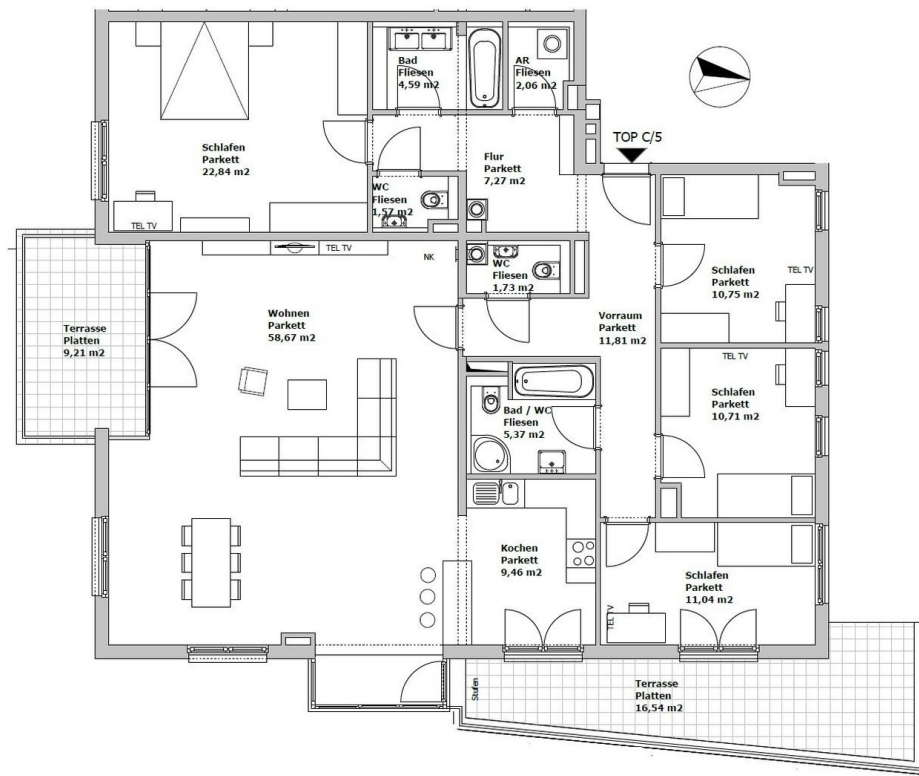 Bad
Fliesen
4,59 m2
AR
Fliesen
2,06 m2
TOP C/5
Schlafen
Parkett
22,84 m2
Flur
Parkett
7,27 m2
WC
Fliesen
1,57 m2
TEL TV
TEL TV
NK
WC
Fliesen
1,73 m2
Schlafen
Parkett
10,75 m2
TEL TV
Terrasse
Platten
9,21 m2
Wohnen
Parkett
58,67 m2
Vorraum
Parkett
11,81 m2
TEL TV
Schlafen
Parkett
10,71 m2
Bad / WC
Fliesen
5,37 m2
Kochen
Parkett
9,46 m2
Schlafen
Parkett
11,04 m2
TEL TV
Stufen
Terrasse
Platten
16,54 m2